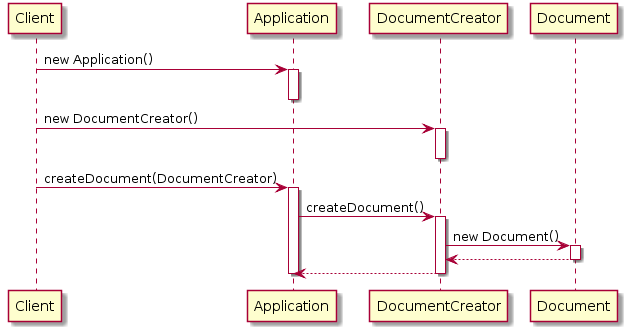 Client Application DocumentCreator Document
new Application()
new DocumentCreator()
createDocument(DocumentCreator)
createDocument()
new Document()
Client Application DocumentCreator Document